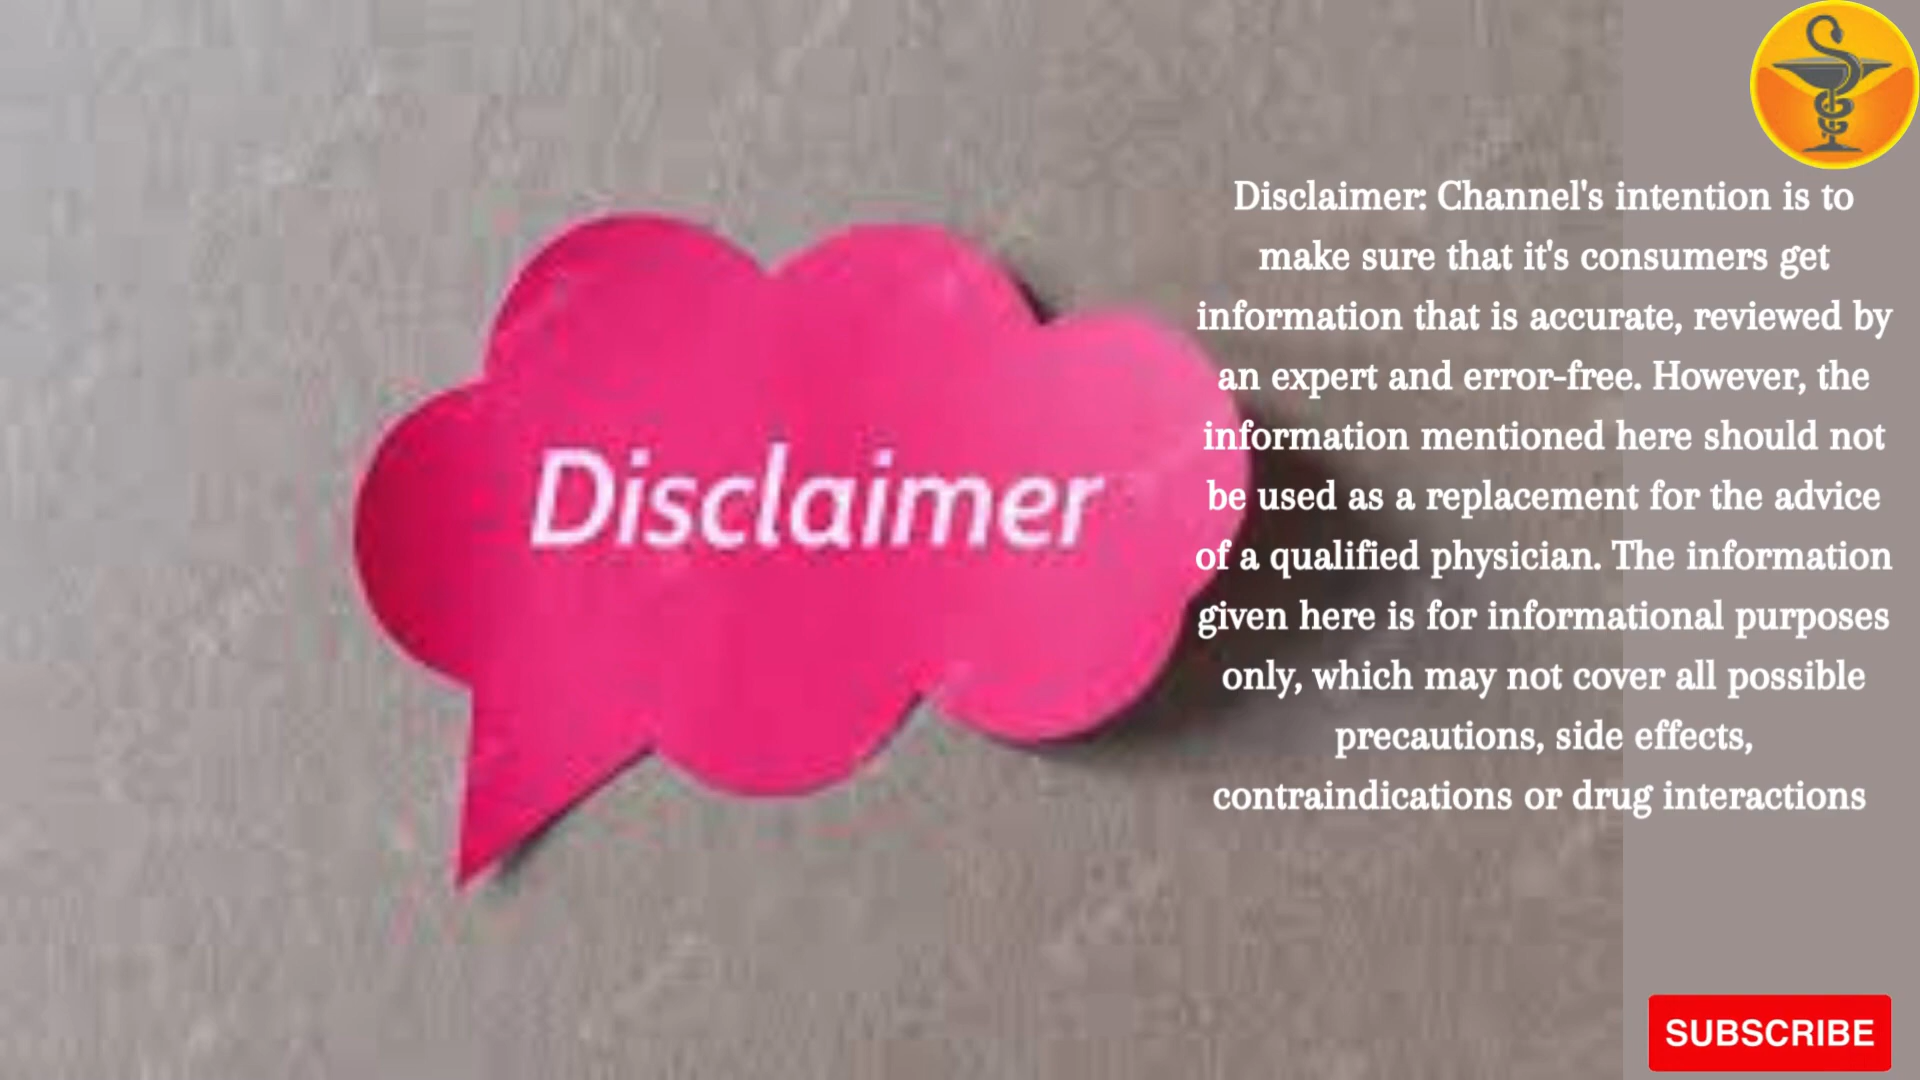 Disclaimer
Disclaimer: Channel's intention is to
make sure that it's consumers get
information that is accurate, reviewed by
an expert and error-free. However, the
information mentioned here should not
be used as a replacement for the advice
of a qualified physician. The information
given here is for informational purposes
only, which may not cover all possible
precautions, side effects,
contraindications or drug interactions
SUBSCRIBE